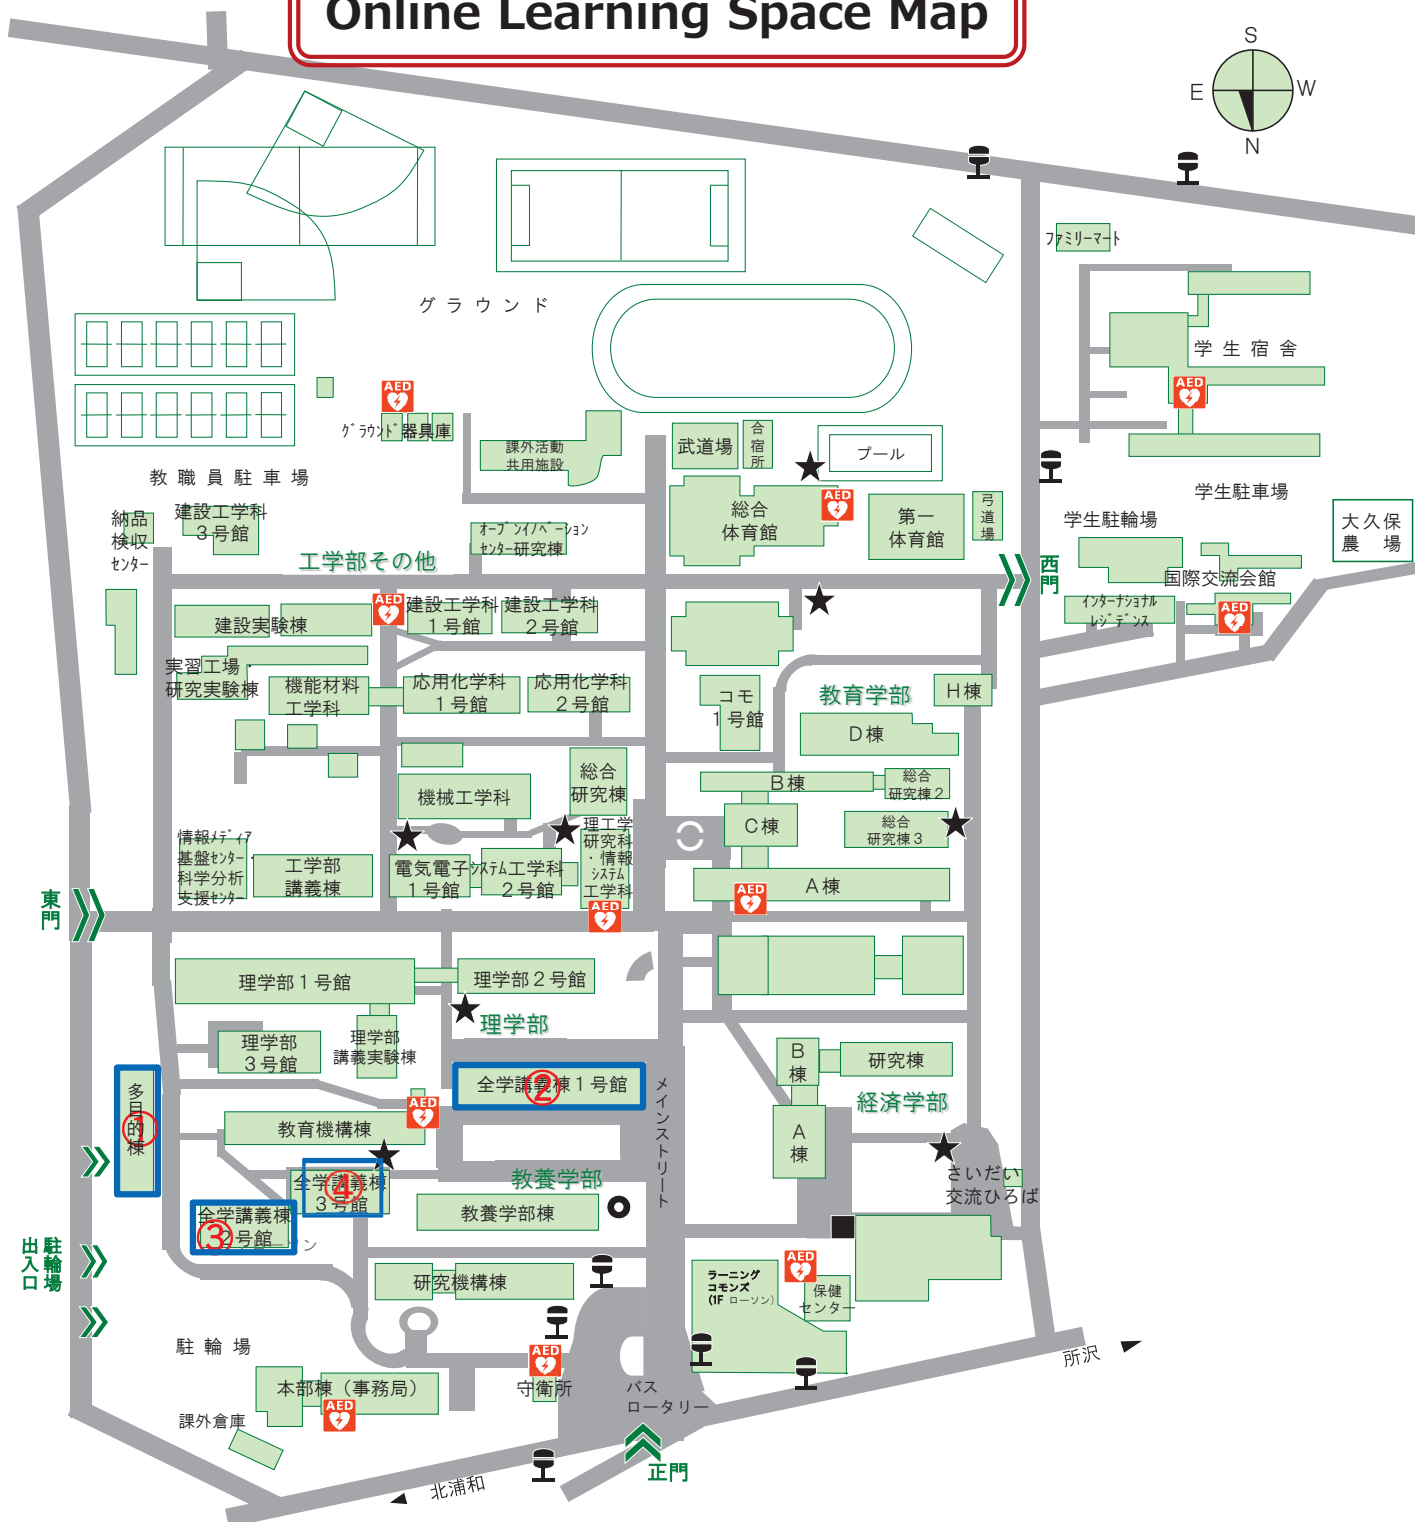 Online Learning Space Map
S
E
W
N
ファミリーマート
グラウンド
学生宿舎
AED
AED
グラウンド器具庫
課外活動
共用施設
武道場
合宿所
プール
教職員駐車場
納品
検収
センター
建設工学科
3号館
オープンイノベーション
センター研究棟
総合
体育館
AED
第一
体育館
弓道場
学生駐車場
学生駐輪場
大久保
農場
工学部その他
西門
国際交流会館
インターナショナル
レジデンス
AED
建設実験棟
AED
建設工学科
1号館
建設工学科
2号館
実習工場・
研究実験棟
機能材料
工学科
応用化学科
1号館
応用化学科
2号館
コモ
1号館
教育学部
H棟
D棟
機械工学科
総合
研究棟
B棟
総合
研究棟2
C棟
総合
研究棟3
情報メディア
基盤センター・
科学分析
支援センター
工学部
講義棟
電気電子システム工学科
1号館
2号館
理工学
研究科
・情報
システム
工学科
A棟
AED
AED
東門
理学部1号館
理学部2号館
理学部
理学部
3号館
理学部
講義実験棟
B棟
研究棟
多目的棟
①
全学講義棟1号館
②
メインストリート
経済学部
A棟
AED
教育機構棟
全学講義棟
3号館
④
教養学部
さいだい
交流ひろば
全学講義棟
2号館
③
教養学部棟
駐輪場
出入口
研究機構棟
ラーニング
コモンズ
(1F ローソン)
AED
保健
センター
駐輪場
AED
守衛所
バス
ロータリー
所沢
本部棟（事務局）
AED
課外倉庫
正門
北浦和